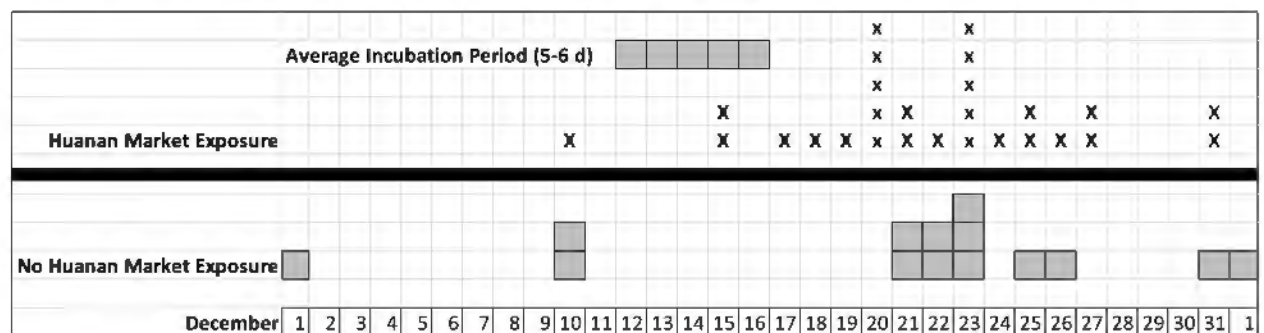 x x
Average Incubation Period (5-6 d) x x
x x
X x X x X X X
Huanan Market Exposure X X X X X x X X x X X X X X
No Huanan Market Exposure
December 1 2 3 4 5 6 7 8 9 10 11 12 13 14 15 16 17 18 19 20 21 22 23 24 25 26 27 28 29 30 31 1